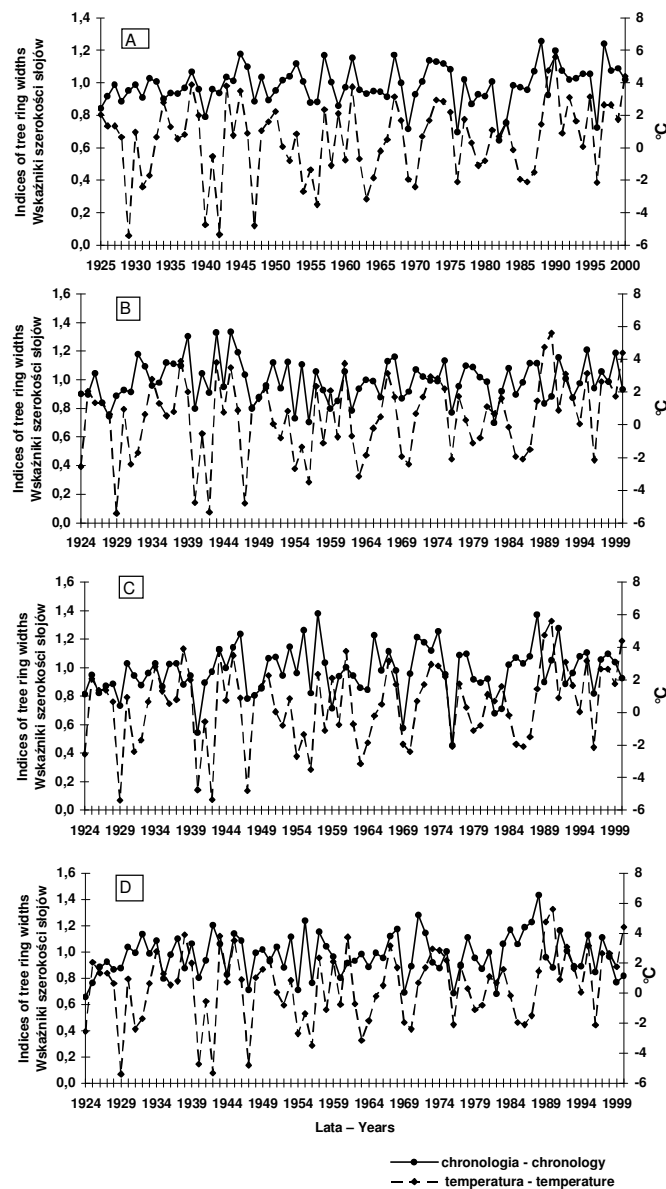 A
Indices of tree ring widths
Wskaźniki szerokości słojów
1,4
1,2
1,0
0,8
0,6
0,4
0,2
0,0
8
6
4
2
0
-2
-4
-6
°C
1925 1930 1935 1940 1945 1950 1955 1960 1965 1970 1975 1980 1985 1990 1995 2000
B
Indices of tree ring widths
Wskaźniki szerokości słojów
1,6
1,4
1,2
1,0
0,8
0,6
0,4
0,2
0,0
8
6
4
2
0
-2
-4
-6
°C
1924 1929 1934 1939 1944 1949 1954 1959 1964 1969 1974 1979 1984 1989 1994 1999
C
Indices of tree ring widths
Wskaźniki szerokości słojów
1,6
1,4
1,2
1,0
0,8
0,6
0,4
0,2
0,0
8
6
4
2
0
-2
-4
-6
°C
1924 1929 1934 1939 1944 1949 1954 1959 1964 1969 1974 1979 1984 1989 1994 1999
D
Indices of tree ring widths
Wskaźniki szerokości słojów
1,6
1,4
1,2
1,0
0,8
0,6
0,4
0,2
0,0
8
6
4
2
0
-2
-4
-6
°C
1924 1929 1934 1939 1944 1949 1954 1959 1964 1969 1974 1979 1984 1989 1994 1999
Lata – Years
chronologia - chronology
temperatura - temperature